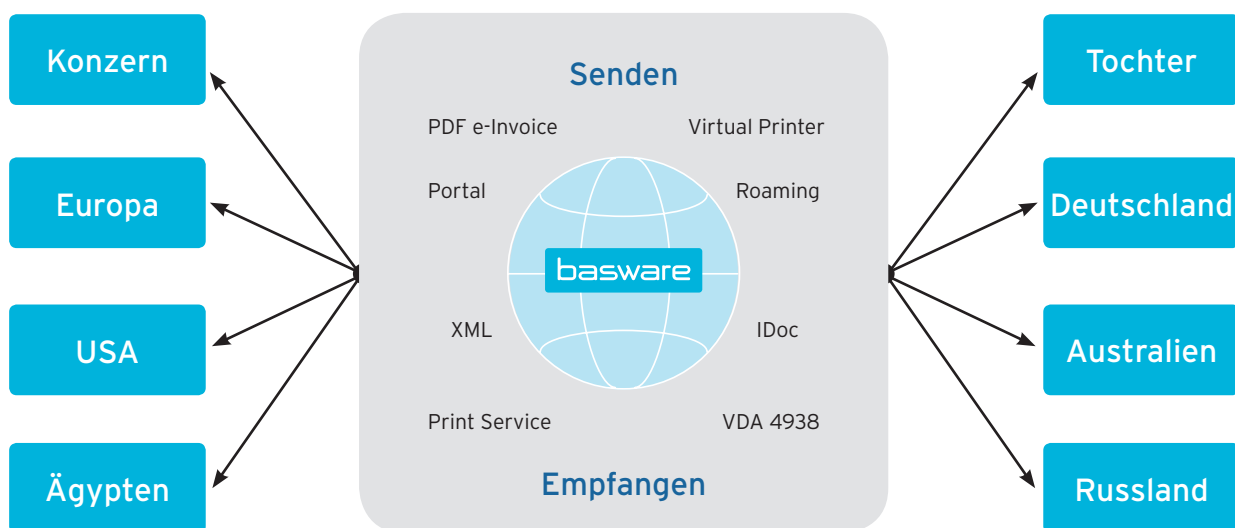 Konzern
Europa
USA
Ägypten
Senden
PDF e-Invoice
Virtual Printer
Portal
Roaming
basware
XML
IDoc
Print Service
VDA 4938
Empfangen
Tochter
Deutschland
Australien
Russland